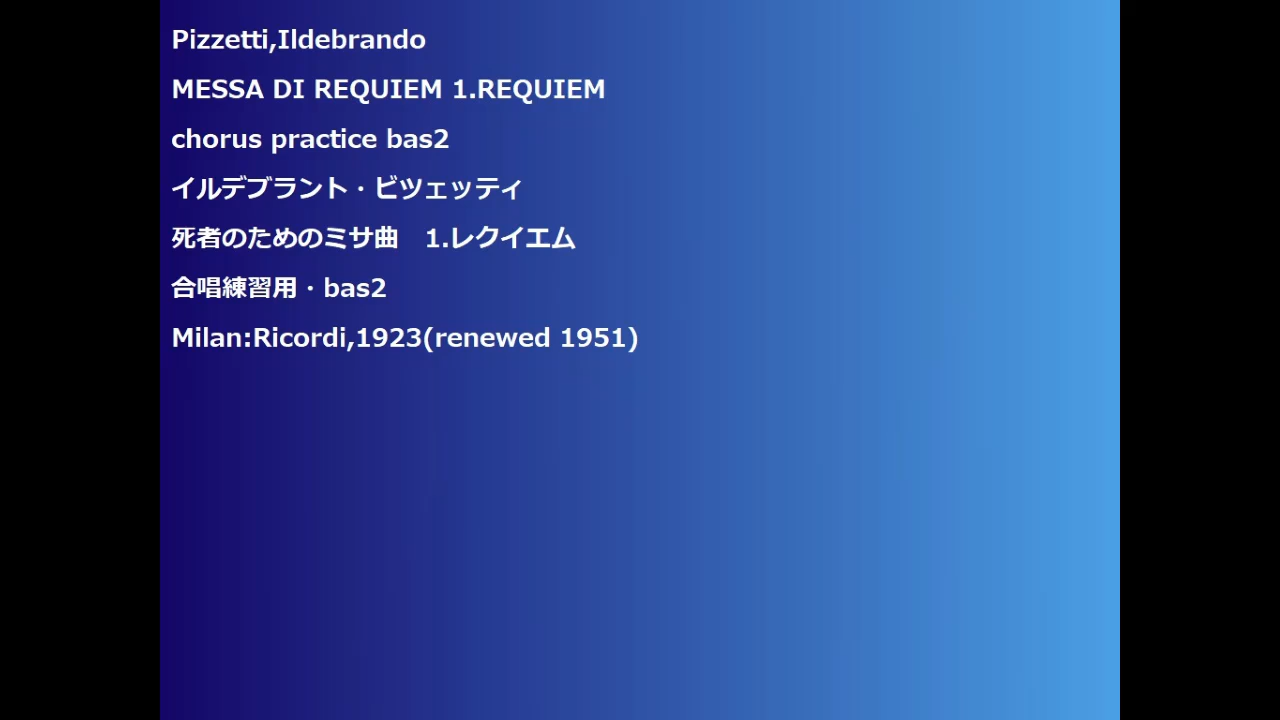 Pizzetti,Ildebrando
MESSA DI REQUIEM 1.REQUIEM
chorus practice bas2
イルデブラント・ビツェッティ
死者のためのミサ曲　1.レクイエム
合唱練習用・bas2
Milan:Ricordi,1923(renewed 1951)